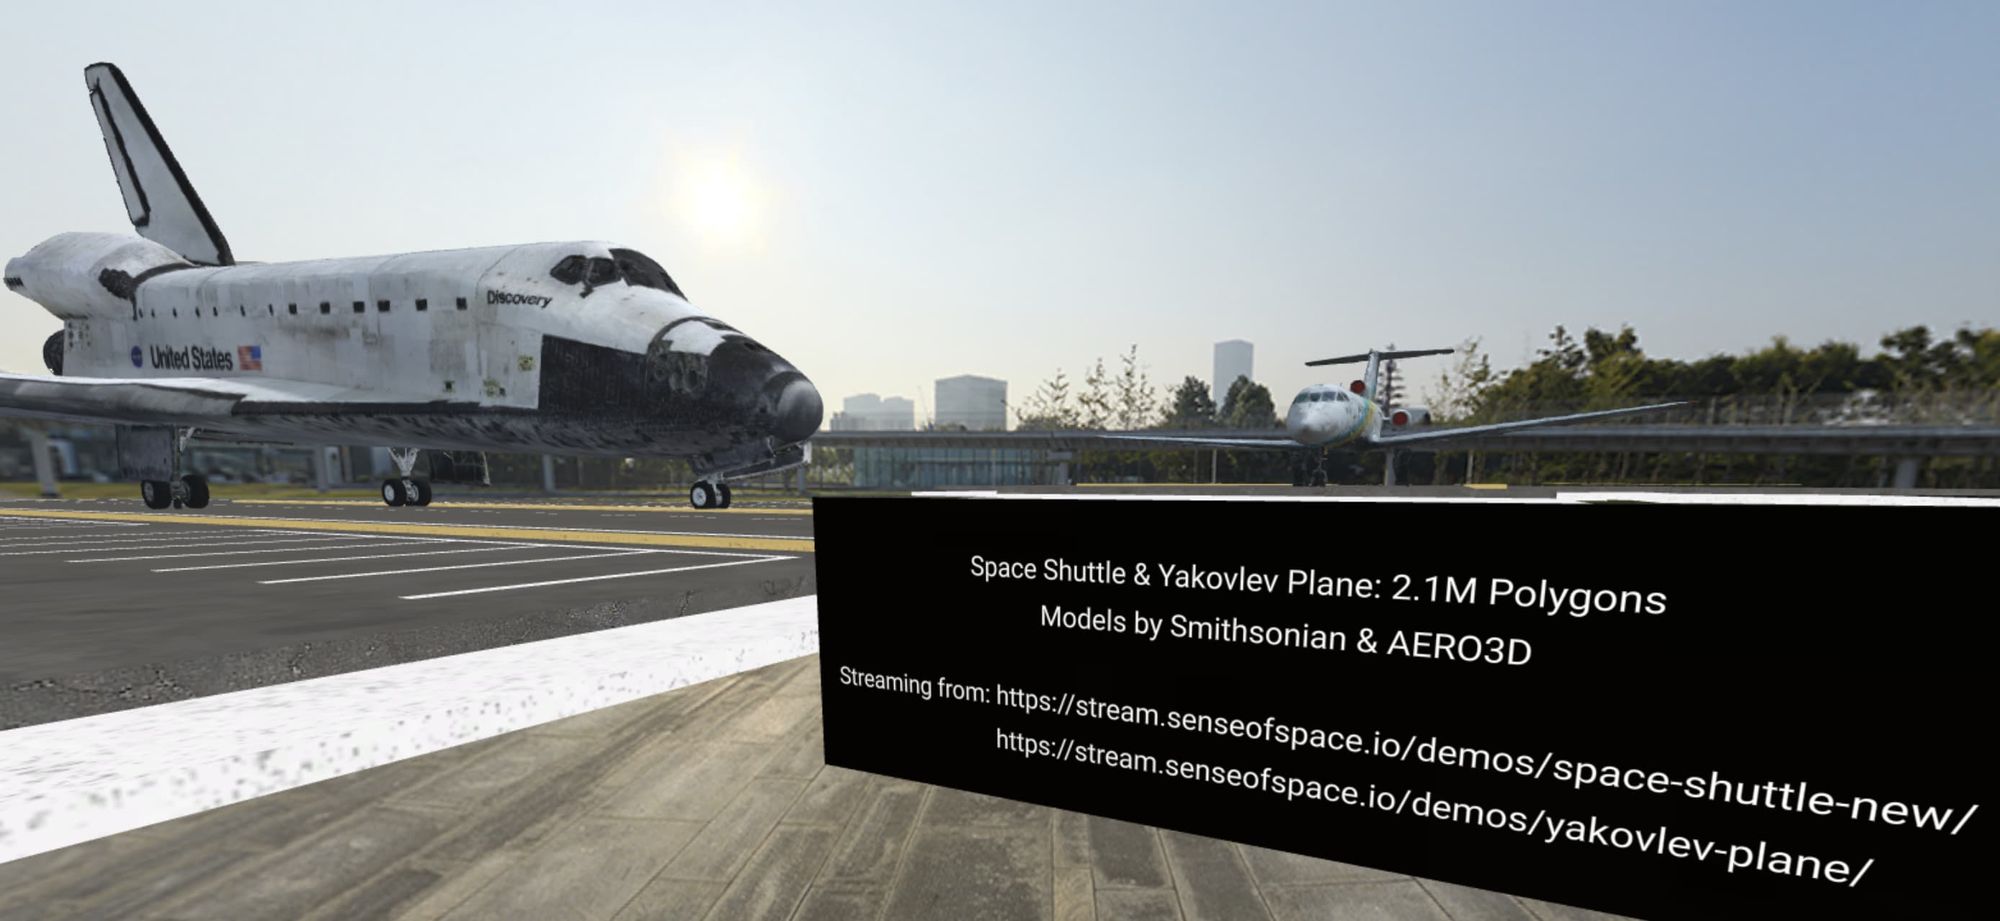 Discovery
United States
Space Shuttle & Yakovlev Plane: 2.1M Polygons
Models by Smithsonian & AERO3D
Streaming from: https://stream.senseofspace.io/demos/space-shuttle-new/
https://stream.senseofspace.io/demos/yakovlev-plane/